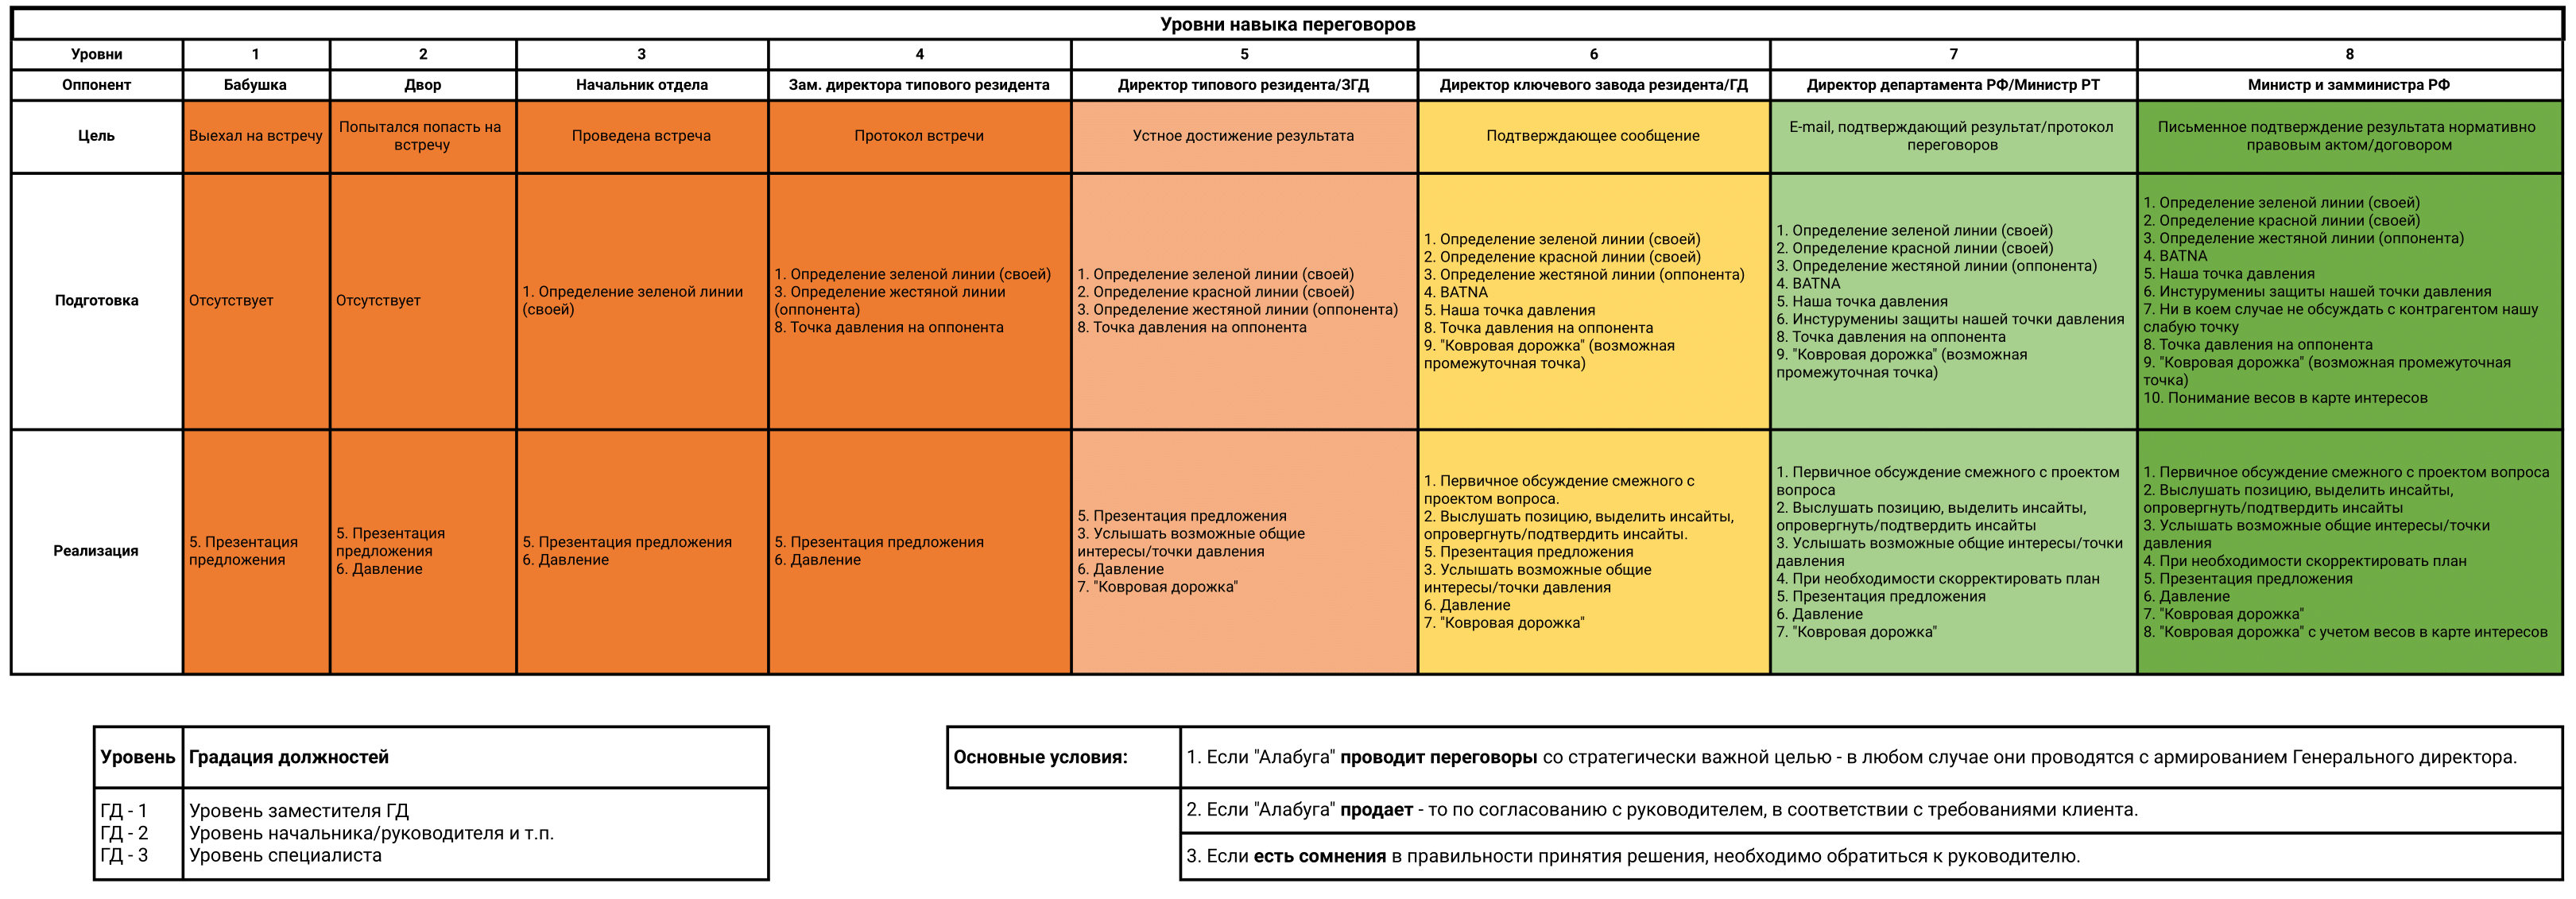 Уровни навыка переговоров
Уровни
1
2
3
4
5
6
7
8
Оппонент
Бабушка
Двор
Начальник отдела
Зам. директора типового резидента
Директор типового резидента/ЗГД
Директор ключевого завода резидента/ГД
Директор департамента РФ/Министр РТ
Министр и замминистра РФ
Цель
Выехал на встречу
Попытался попасть на
встречу
Проведена встреча
Протокол встречи
Устное достижение результата
Подтверждающее сообщение
E-mail, подтверждающий результат/протокол
переговоров
Письменное подтверждение результата нормативно
правовым актом/договором
Подготовка
Отсутствует
Отсутствует
1. Определение зеленой линии
(своей)
1. Определение зеленой линии (своей)
3. Определение жестяной линии
(оппонента)
8. Точка давления на оппонента
1. Определение зеленой линии (своей)
2. Определение красной линии (своей)
3. Определение жестяной линии (оппонента)
8. Точка давления на оппонента
1. Определение зеленой линии (своей)
2. Определение красной линии (своей)
3. Определение жестяной линии (оппонента)
4. BATNA
5. Наша точка давления
8. Точка давления на оппонента
9. "Ковровая дорожка" (возможная
промежуточная точка)
1. Определение зеленой линии (своей)
2. Определение красной линии (своей)
3. Определение жестяной линии (оппонента)
4. BATNA
5. Наша точка давления
6. Инстурумениы защиты нашей точки давления
8. Точка давления на оппонента
9. "Ковровая дорожка" (возможная
промежуточная точка)
1. Определение зеленой линии (своей)
2. Определение красной линии (своей)
3. Определение жестяной линии (оппонента)
4. BATNA
5. Наша точка давления
6. Инстурумениы защиты нашей точки давления
7. Ни в коем случае не обсуждать с контрагентом нашу
слабую точку
8. Точка давления на оппонента
9. "Ковровая дорожка" (возможная промежуточная
точка)
10. Понимание весов в карте интересов
Реализация
5. Презентация
предложения
5. Презентация
предложения
6. Давление
5. Презентация предложения
6. Давление
5. Презентация предложения
6. Давление
5. Презентация предложения
3. Услышать возможные общие
интересы/точки давления
6. Давление
7. "Ковровая дорожка"
1. Первичное обсуждение смежного с
проектом вопроса.
2. Выслушать позицию, выделить инсайты,
опровергнуть/подтвердить инсайты.
5. Презентация предложения
3. Услышать возможные общие
интересы/точки давления
6. Давление
7. "Ковровая дорожка"
1. Первичное обсуждение смежного с проектом
вопроса
2. Выслушать позицию, выделить инсайты,
опровергнуть/подтвердить инсайты
3. Услышать возможные общие интересы/точки
давления
4. При необходимости скорректировать план
5. Презентация предложения
6. Давление
7. "Ковровая дорожка"
1. Первичное обсуждение смежного с проектом вопроса
2. Выслушать позицию, выделить инсайты,
опровергнуть/подтвердить инсайты
3. Услышать возможные общие интересы/точки
давления
4. При необходимости скорректировать план
5. Презентация предложения
6. Давление
7. "Ковровая дорожка"
8. "Ковровая дорожка" с учетом весов в карте интересов
Уровень
Градация должностей
ГД - 1
Уровень заместителя ГД
ГД - 2
Уровень начальника/руководителя и т.п.
ГД - 3
Уровень специалиста
Основные условия:
1. Если "Алабуга" проводит переговоры со стратегически важной целью - в любом случае они проводятся с армированием Генерального директора.
2. Если "Алабуга" продает - то по согласованию с руководителем, в соответствии с требованиями клиента.
3. Если есть сомнения в правильности принятия решения, необходимо обратиться к руководителю.